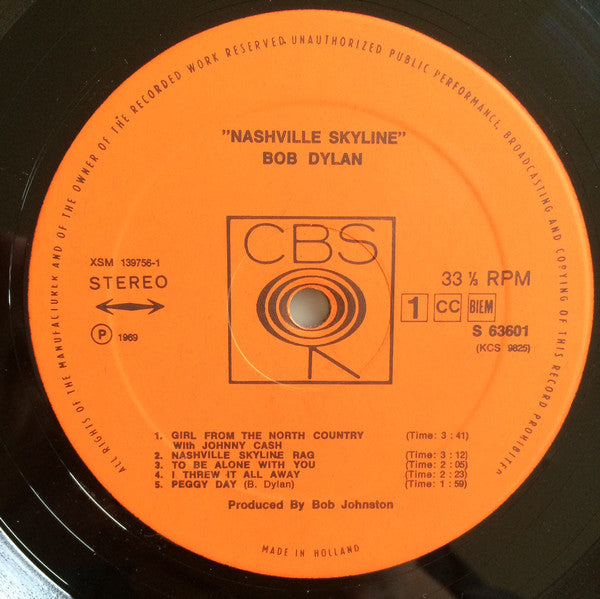 ALL RIGHTS OF THE MANUFACTURER AND OF THE OWNER OF THE RECORDED WORK RESERVED. UNAUTHORIZED PUBLIC PERFORMANCE, BROADCASTING AND COPYING OF THIS RECORD PROHIBITED
"NASHVILLE SKYLINE"
BOB DYLAN
CBS
XSM 139756-1
STEREO
℗ 1969
33 ⅓ RPM
1 CC BIEM
S 63601
(KCS 9825)
1. GIRL FROM THE NORTH COUNTRY (Time: 3 : 41)
With JOHNNY CASH
2. NASHVILLE SKYLINE RAG (Time: 3 : 12)
3. TO BE ALONE WITH YOU (Time: 2 : 05)
4. I THREW IT ALL AWAY (Time: 2 : 23)
5. PEGGY DAY (B. Dylan) (Time: 1 : 59)
Produced By Bob Johnston
MADE IN HOLLAND